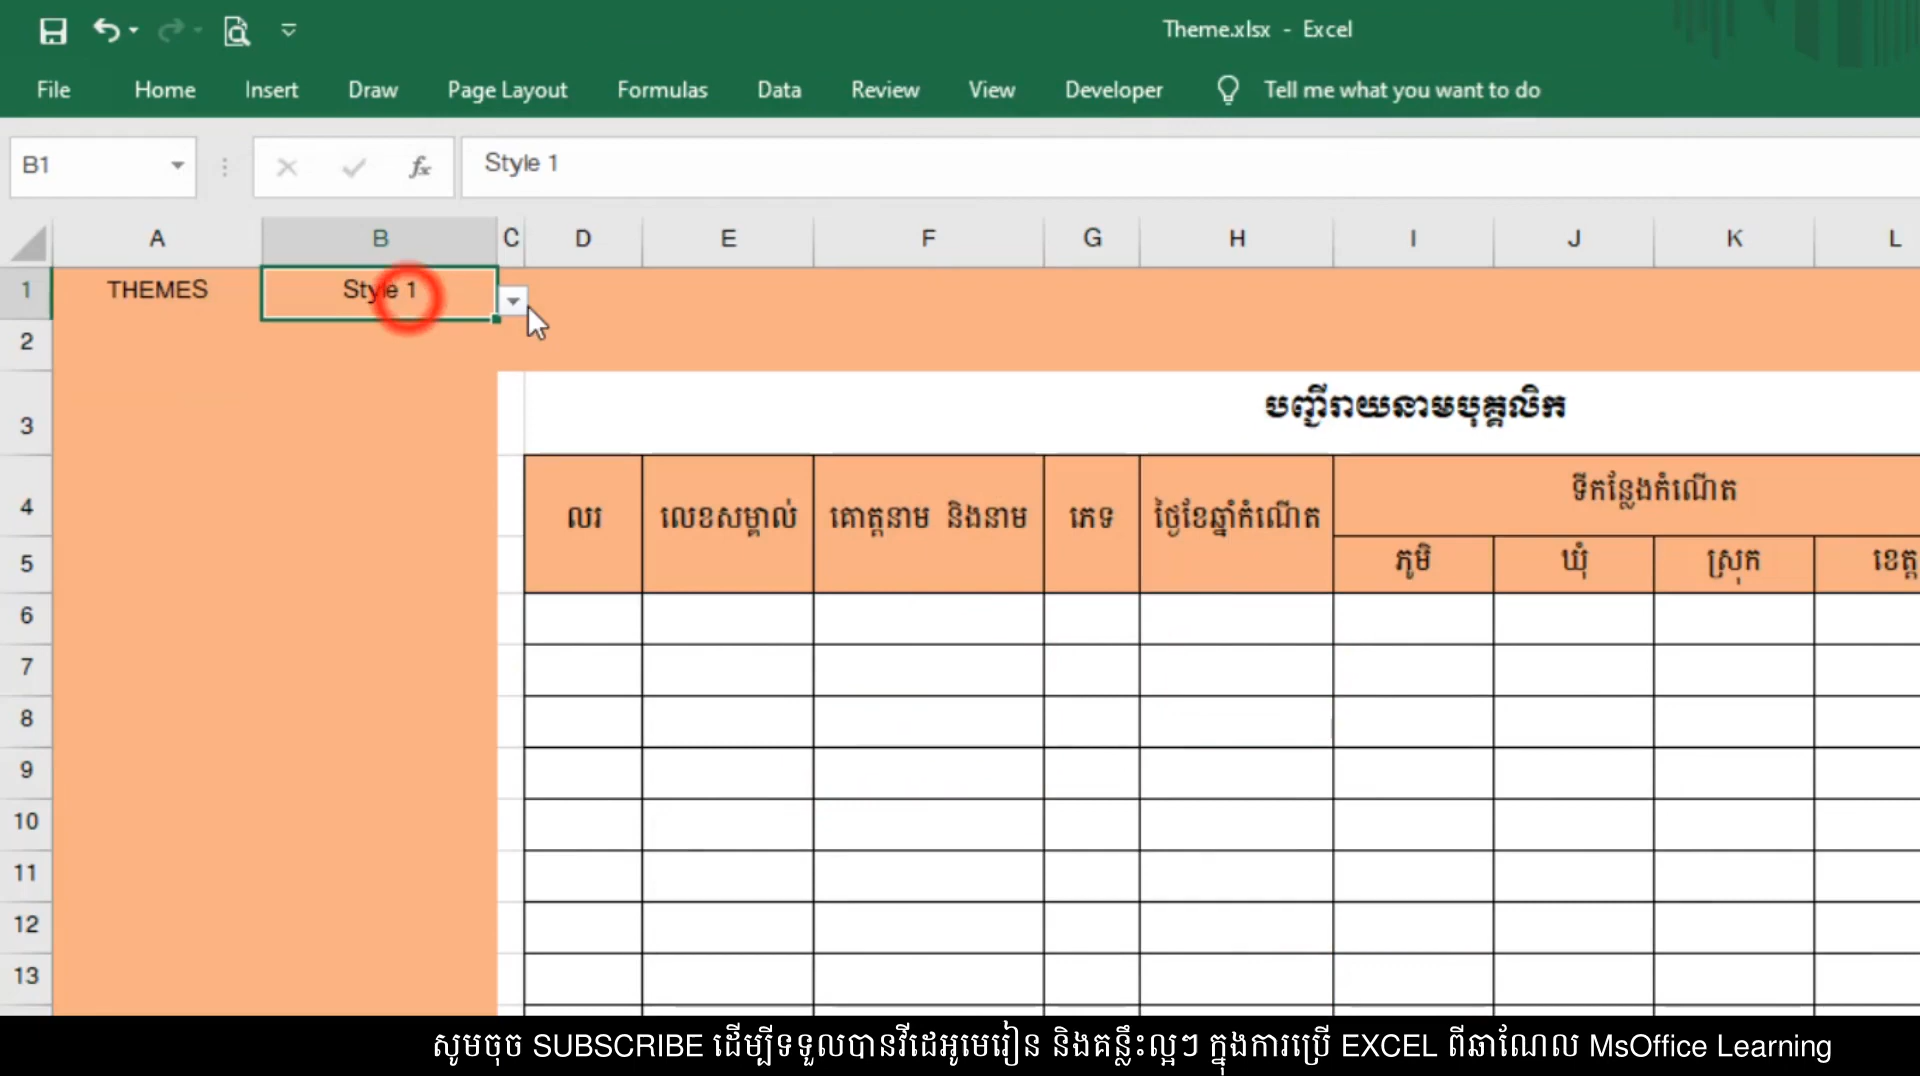 Theme.xlsx - Excel
File Home Insert Draw Page Layout Formulas Data Review View Developer Tell me what you want to do
B1 fx Style 1
A B C D E F G H I J K L
1 THEMES Style 1
2
3 បញ្ជីរាយនាមបុគ្គលិក
4 លរ លេខសម្គាល់ គោត្តនាម និងនាម ភេទ ថ្ងៃខែឆ្នាំកំណើត ទីកន្លែងកំណើត
5 ភូមិ ឃុំ ស្រុក ខេត្ត
6
7
8
9
10
11
12
13
សូមចុច SUBSCRIBE ដើម្បីទទួលបានវីដេអូមេរៀន និងគន្លឹះល្អៗ ក្នុងការប្រើ EXCEL ពីឆាណែល MsOffice Learning